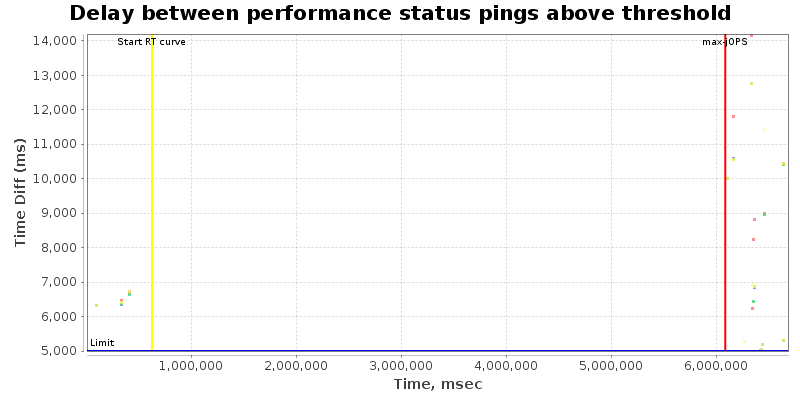 Delay between performance status pings above threshold
Start RT curve
max-jOPS
14,000
13,000
12,000
11,000
10,000
9,000
8,000
7,000
6,000
5,000
Time Diff (ms)
Limit
1,000,000
2,000,000
3,000,000
4,000,000
5,000,000
6,000,000
Time, msec